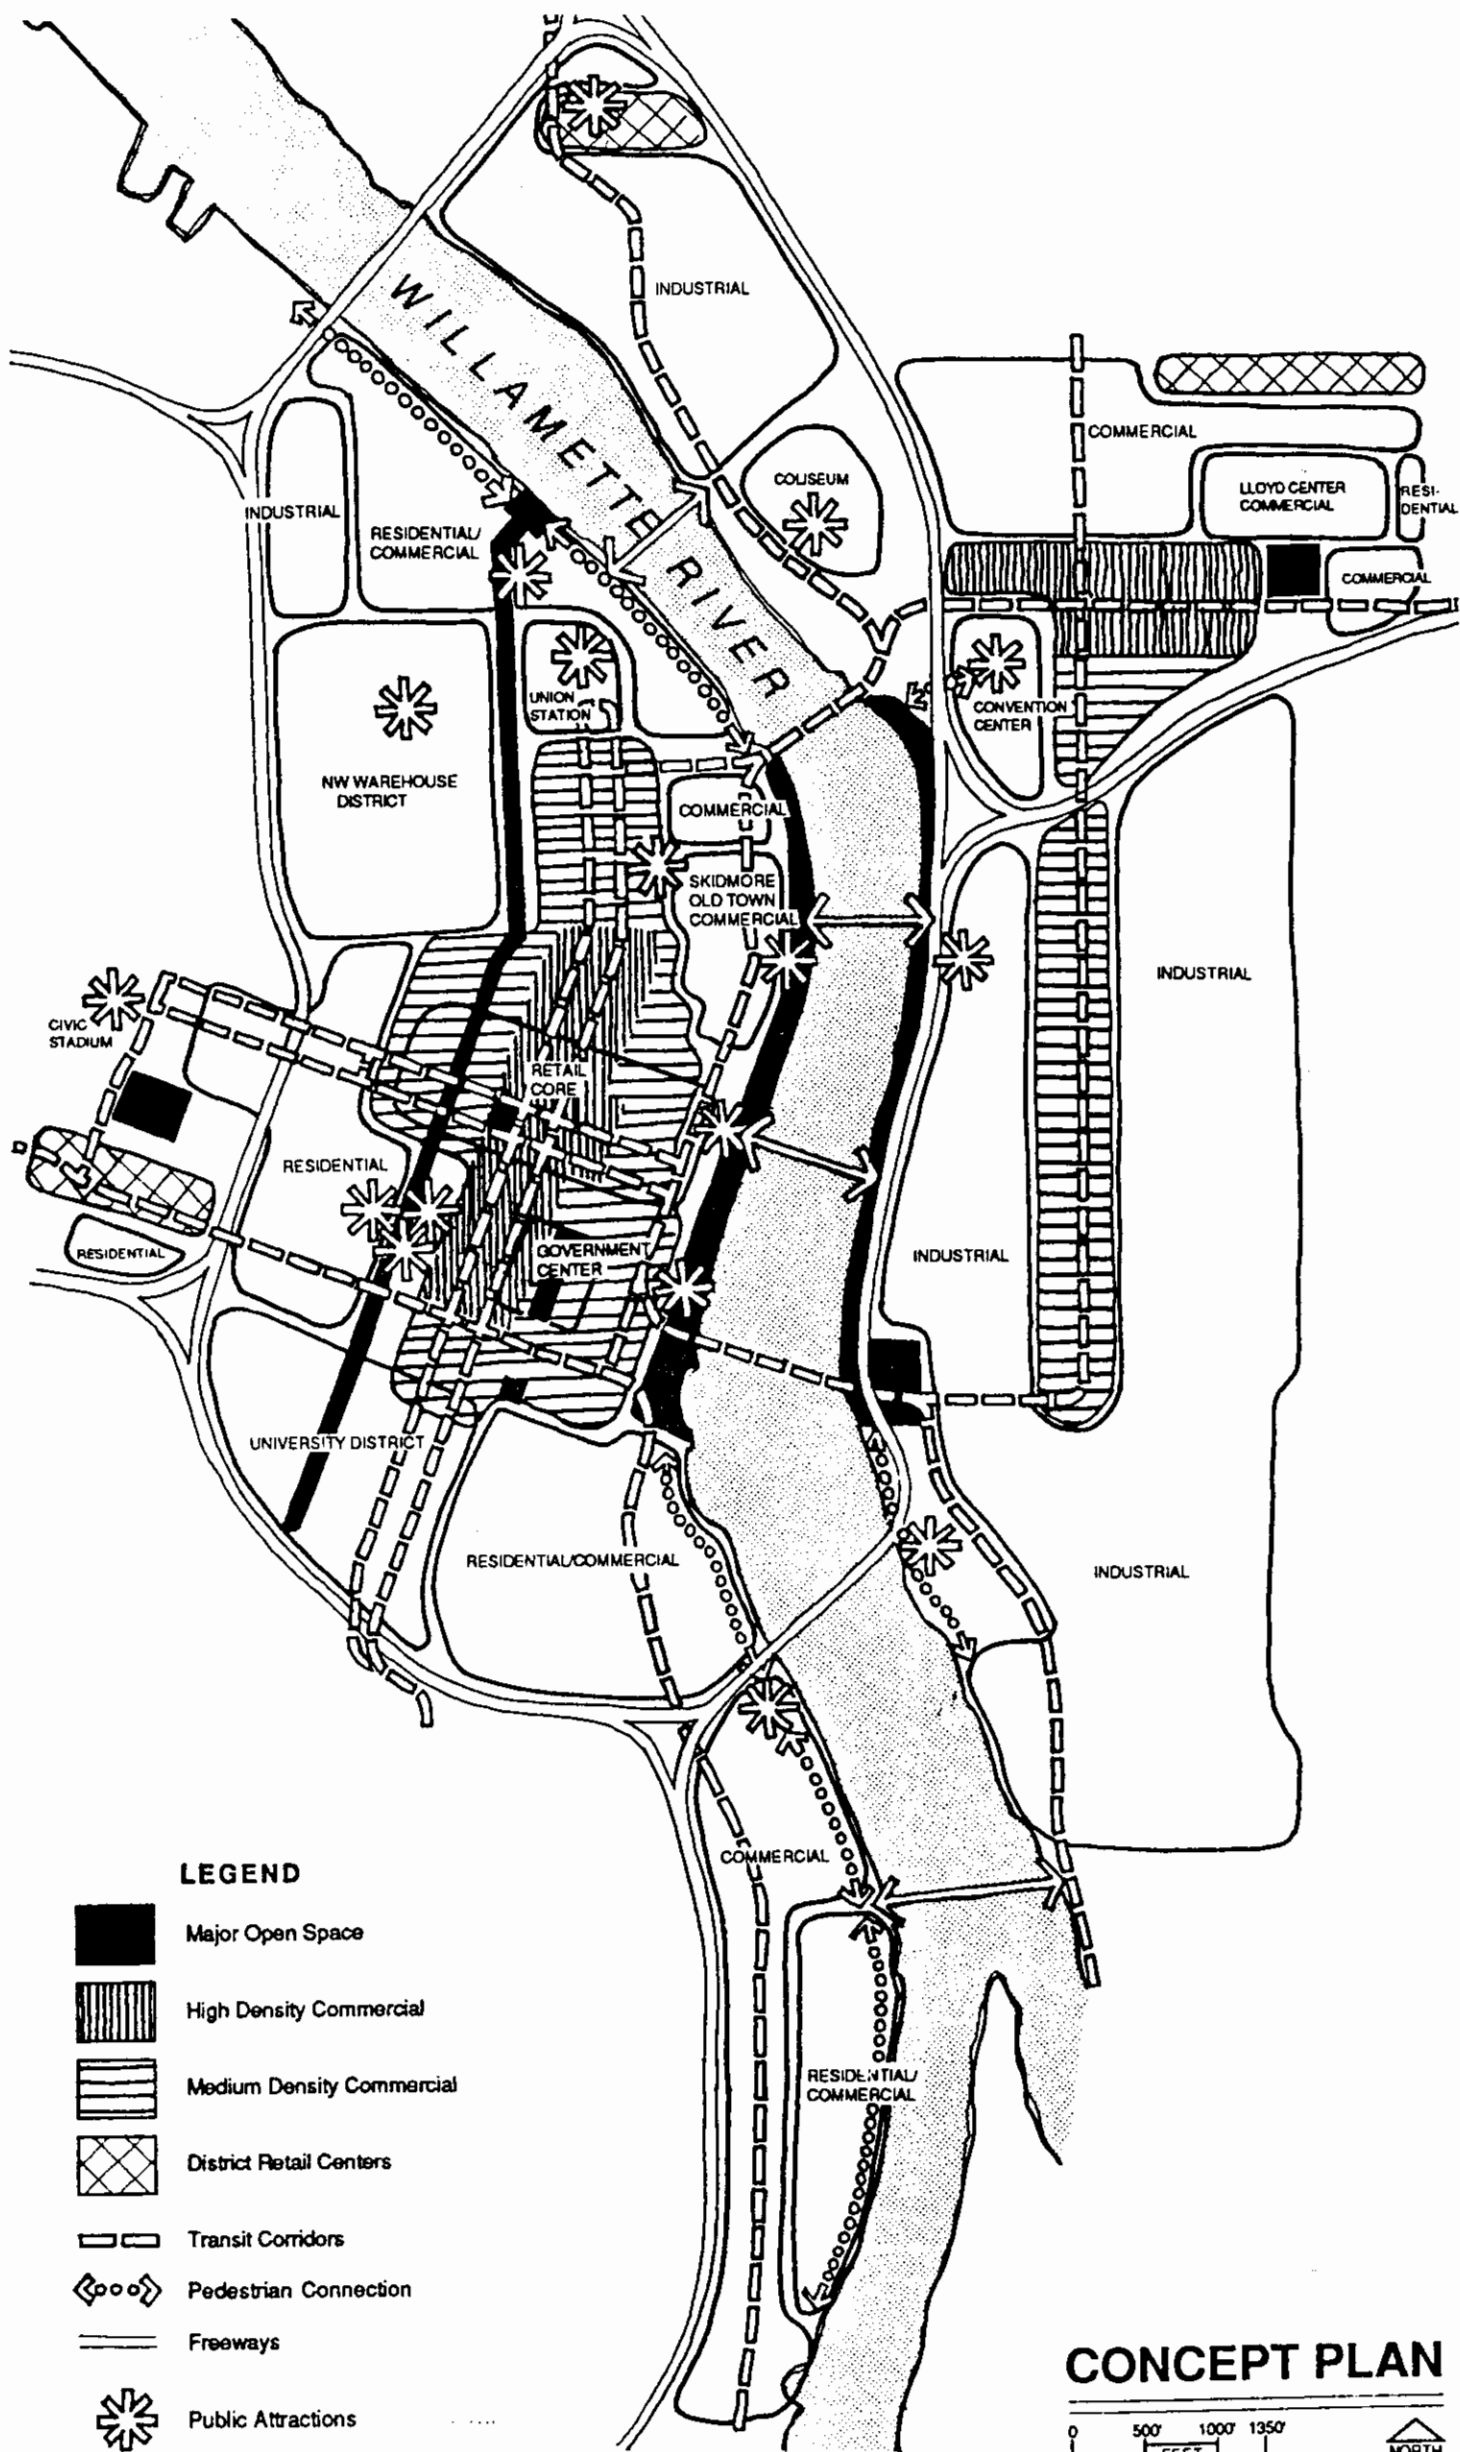 INDUSTRIAL
WILLAMETTE RIVER
COMMERCIAL
COLISEUM
LLOYD CENTER
COMMERCIAL
RESI-
DENTIAL
INDUSTRIAL
RESIDENTIAL/
COMMERCIAL
COMMERCIAL
UNION
STATION
CONVENTION
CENTER
NW WAREHOUSE
DISTRICT
COMMERCIAL
SKIDMORE
OLD TOWN
COMMERCIAL
INDUSTRIAL
CIVIC
STADIUM
RETAIL
CORE
RESIDENTIAL
RESIDENTIAL
GOVERNMENT
CENTER
INDUSTRIAL
UNIVERSITY DISTRICT
RESIDENTIAL/COMMERCIAL
INDUSTRIAL
COMMERCIAL
RESIDENTIAL/
COMMERCIAL
LEGEND
Major Open Space
High Density Commercial
Medium Density Commercial
District Retail Centers
Transit Corridors
Pedestrian Connection
Freeways
Public Attractions
CONCEPT PLAN
0 500' 1000' 1350'
FEET
NORTH